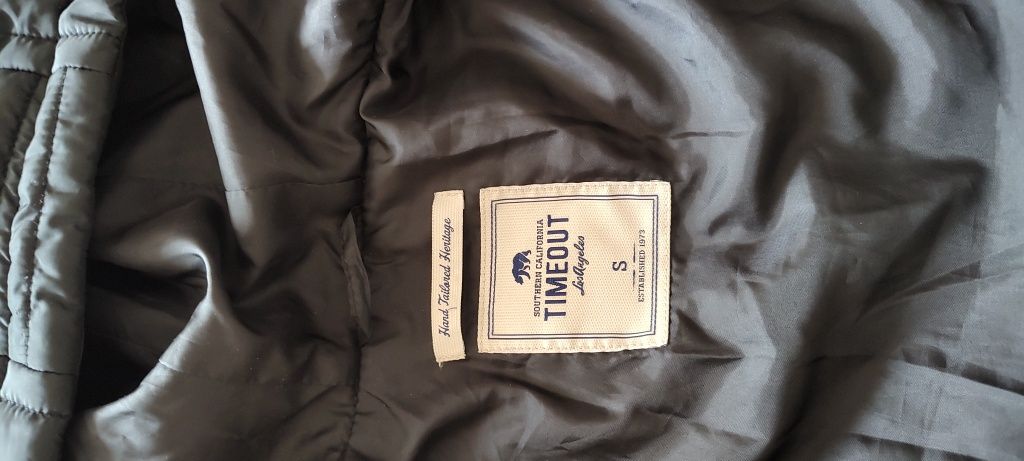 Hand Tailored Heritage
SOUTHERN CALIFORNIA
TIMEOUT
Los Angeles
S
ESTABLISHED 1973